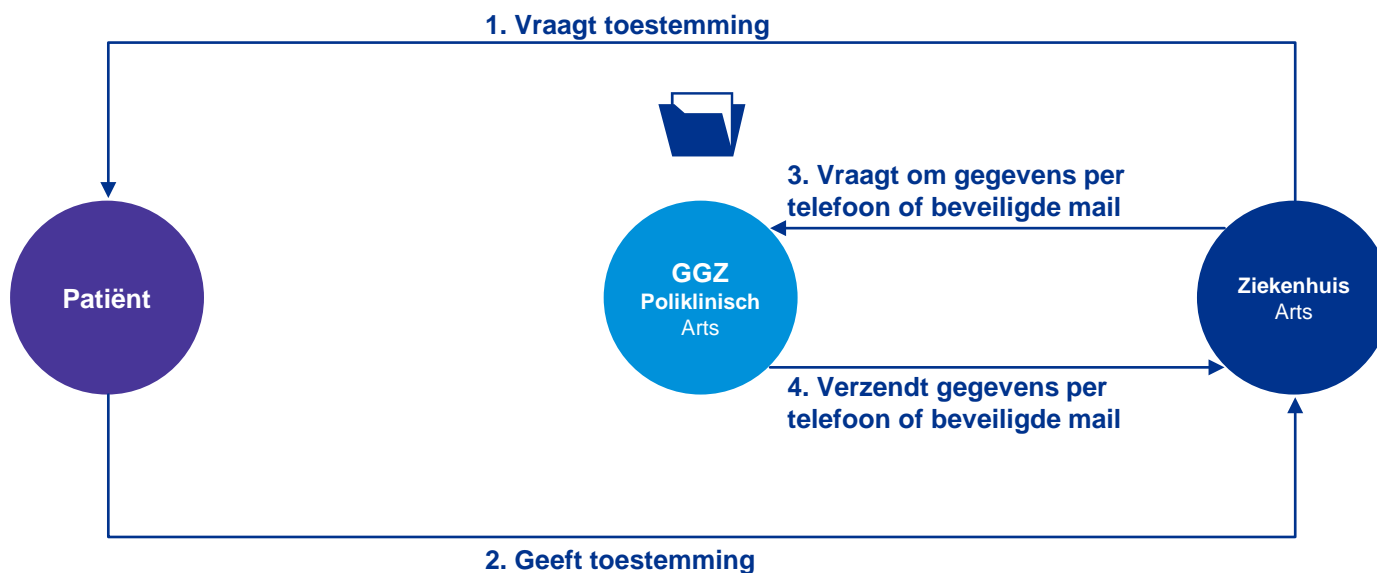 1. Vraagt toestemming
3. Vraagt om gegevens per
telefoon of beveiligde mail
Patiënt
GGZ
Poliklinisch
Arts
Ziekenhuis
Arts
4. Verzendt gegevens per
telefoon of beveiligde mail
2. Geeft toestemming